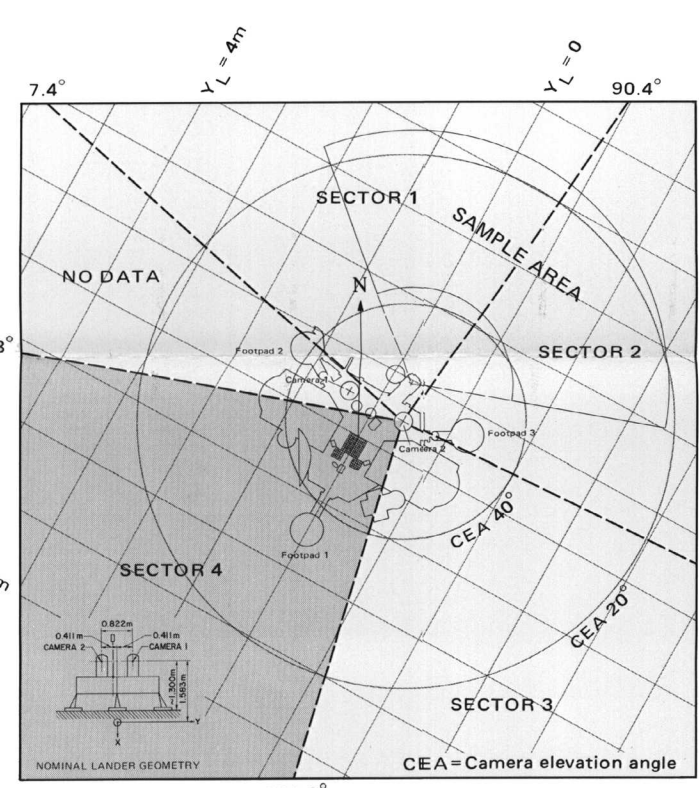 Y_L = 4m
Y_L = 0
7.4°
90.4°
SECTOR 1
SAMPLE AREA
NO DATA
N
SECTOR 2
Footpad 2
Camera 1
Footpad 3
Camera 2
CEA 40°
Footpad 1
SECTOR 4
CEA 20°
0.822m
0.411m
0.411m
CAMERA 2
CAMERA 1
~1.300m
1.583m
Y
X
SECTOR 3
NOMINAL LANDER GEOMETRY
CEA=Camera elevation angle